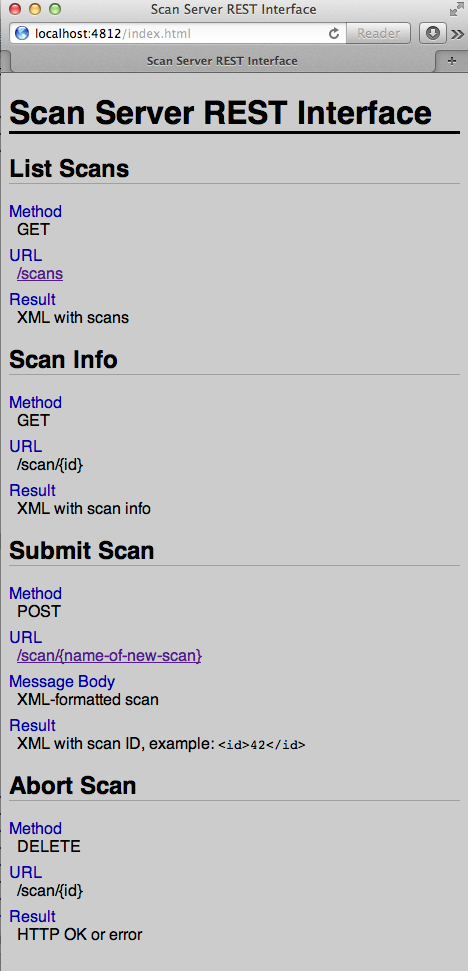 Scan Server REST Interface
localhost:4812/index.html
Reader
Scan Server REST Interface
Scan Server REST Interface
List Scans
Method
GET
URL
/scans
Result
XML with scans
Scan Info
Method
GET
URL
/scan/{id}
Result
XML with scan info
Submit Scan
Method
POST
URL
/scan/{name-of-new-scan}
Message Body
XML-formatted scan
Result
XML with scan ID, example: <id>42</id>
Abort Scan
Method
DELETE
URL
/scan/{id}
Result
HTTP OK or error